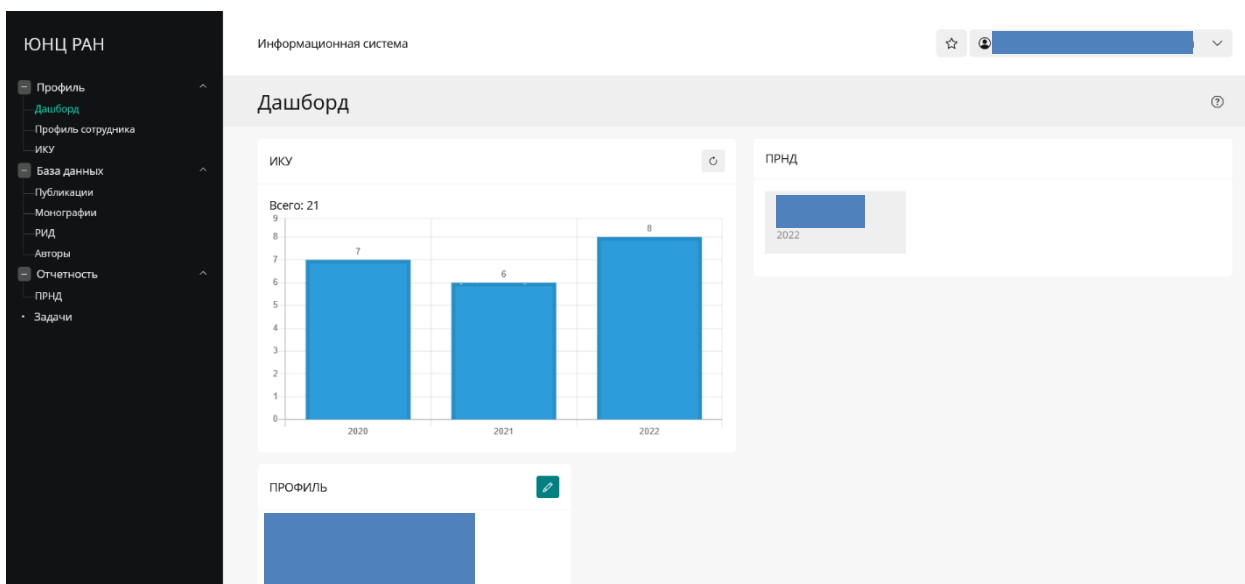 ЮНЦ РАН
Профиль
Дашборд
Профиль сотрудника
ИКУ
База данных
Публикации
Монографии
РИД
Авторы
Отчетность
ПРНД
Задачи
Информационная система
Дашборд
ИКУ
Всего: 21
9
8
7
6
5
4
3
2
1
0
7
6
8
2020 2021 2022
ПРНД
2022
ПРОФИЛЬ